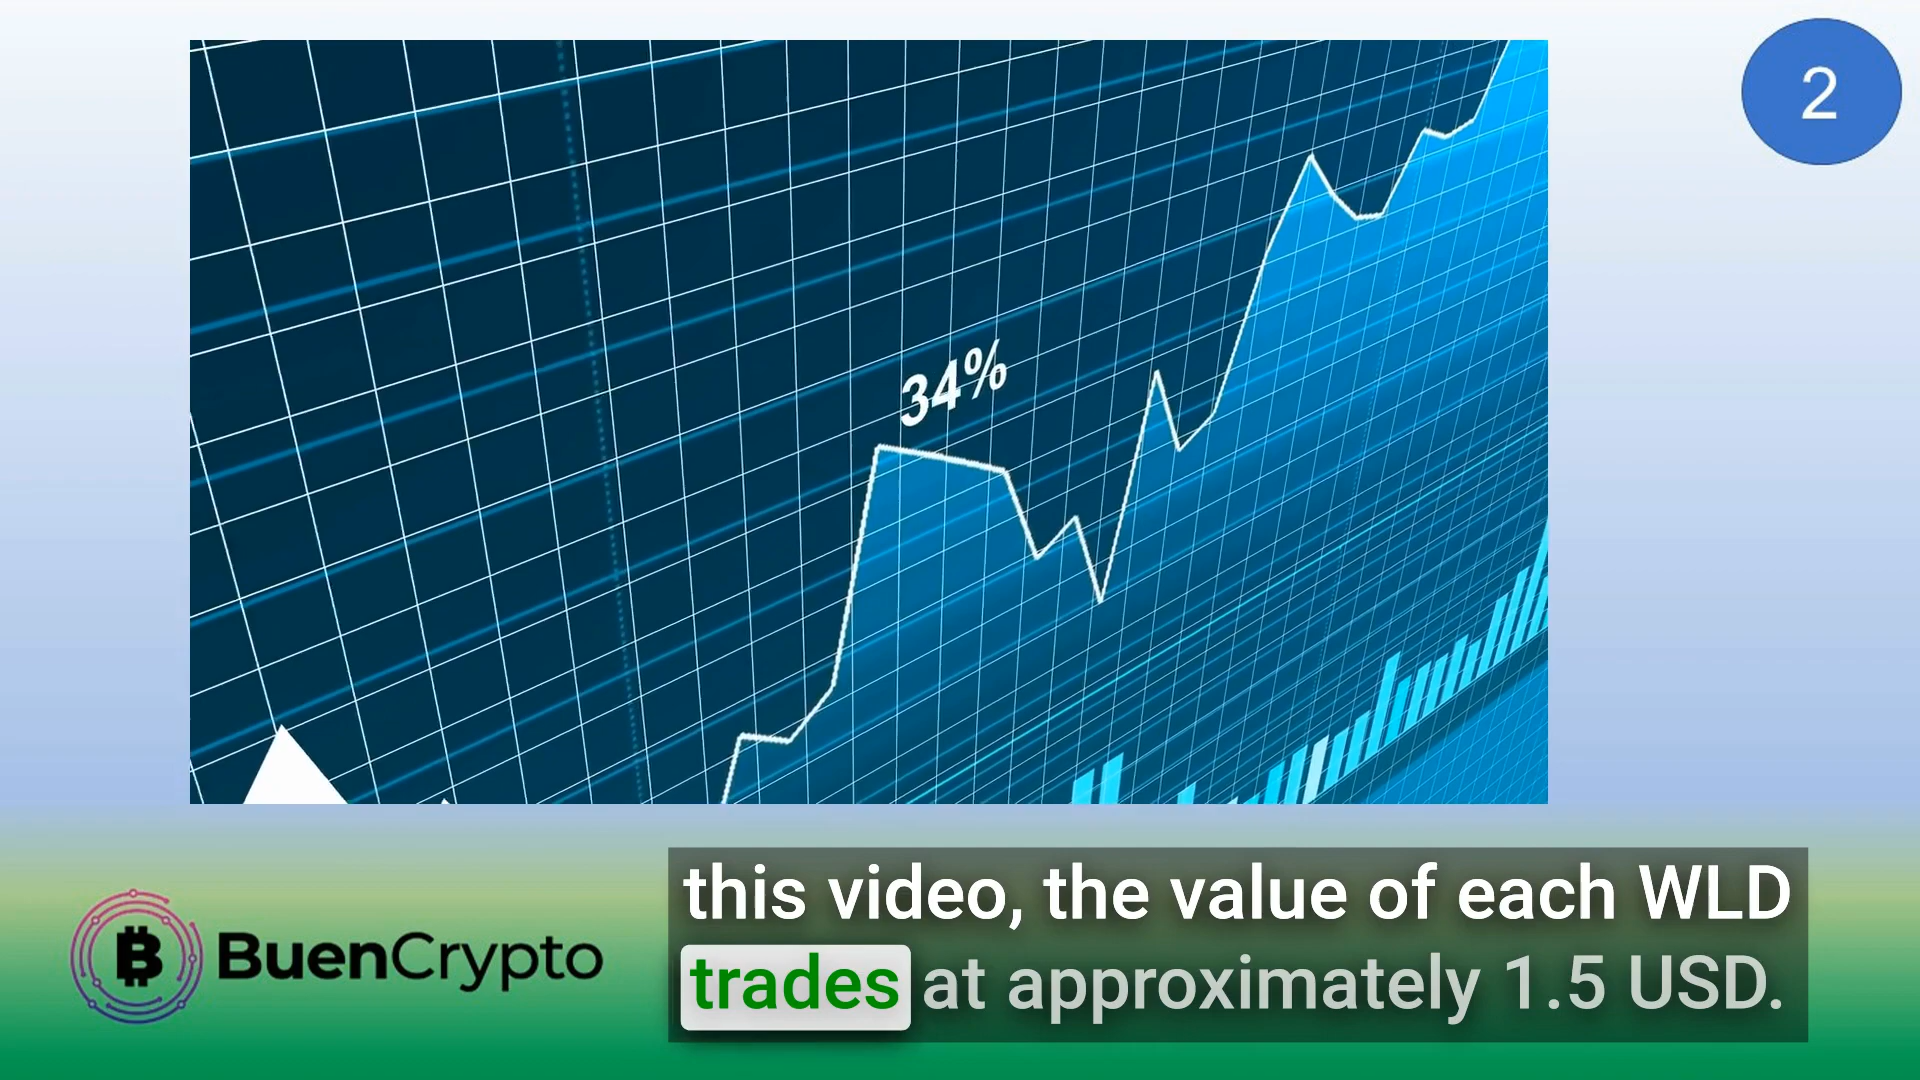 2
34%
BuenCrypto
this video, the value of each WLD
trades at approximately 1.5 USD.